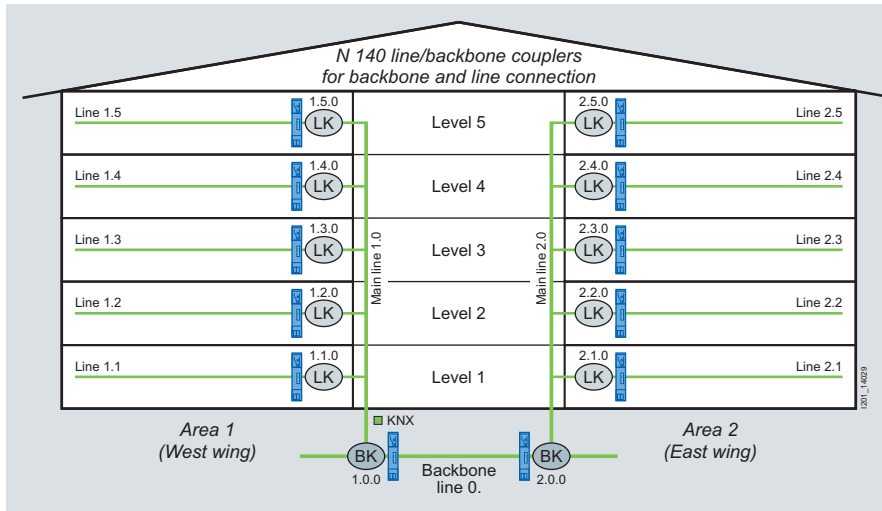 N 140 line/backbone couplers
for backbone and line connection
Line 1.5
1.5.0
LK
Level 5
2.5.0
LK
Line 2.5
Line 1.4
1.4.0
LK
Level 4
2.4.0
LK
Line 2.4
Line 1.3
1.3.0
LK
Main line 1.0
Level 3
Main line 2.0
2.3.0
LK
Line 2.3
Line 1.2
1.2.0
LK
Level 2
2.2.0
LK
Line 2.2
Line 1.1
1.1.0
LK
Level 1
2.1.0
LK
Line 2.1
I201_14029
Area 1
(West wing)
KNX
Area 2
(East wing)
BK
1.0.0
Backbone
line 0.
BK
2.0.0